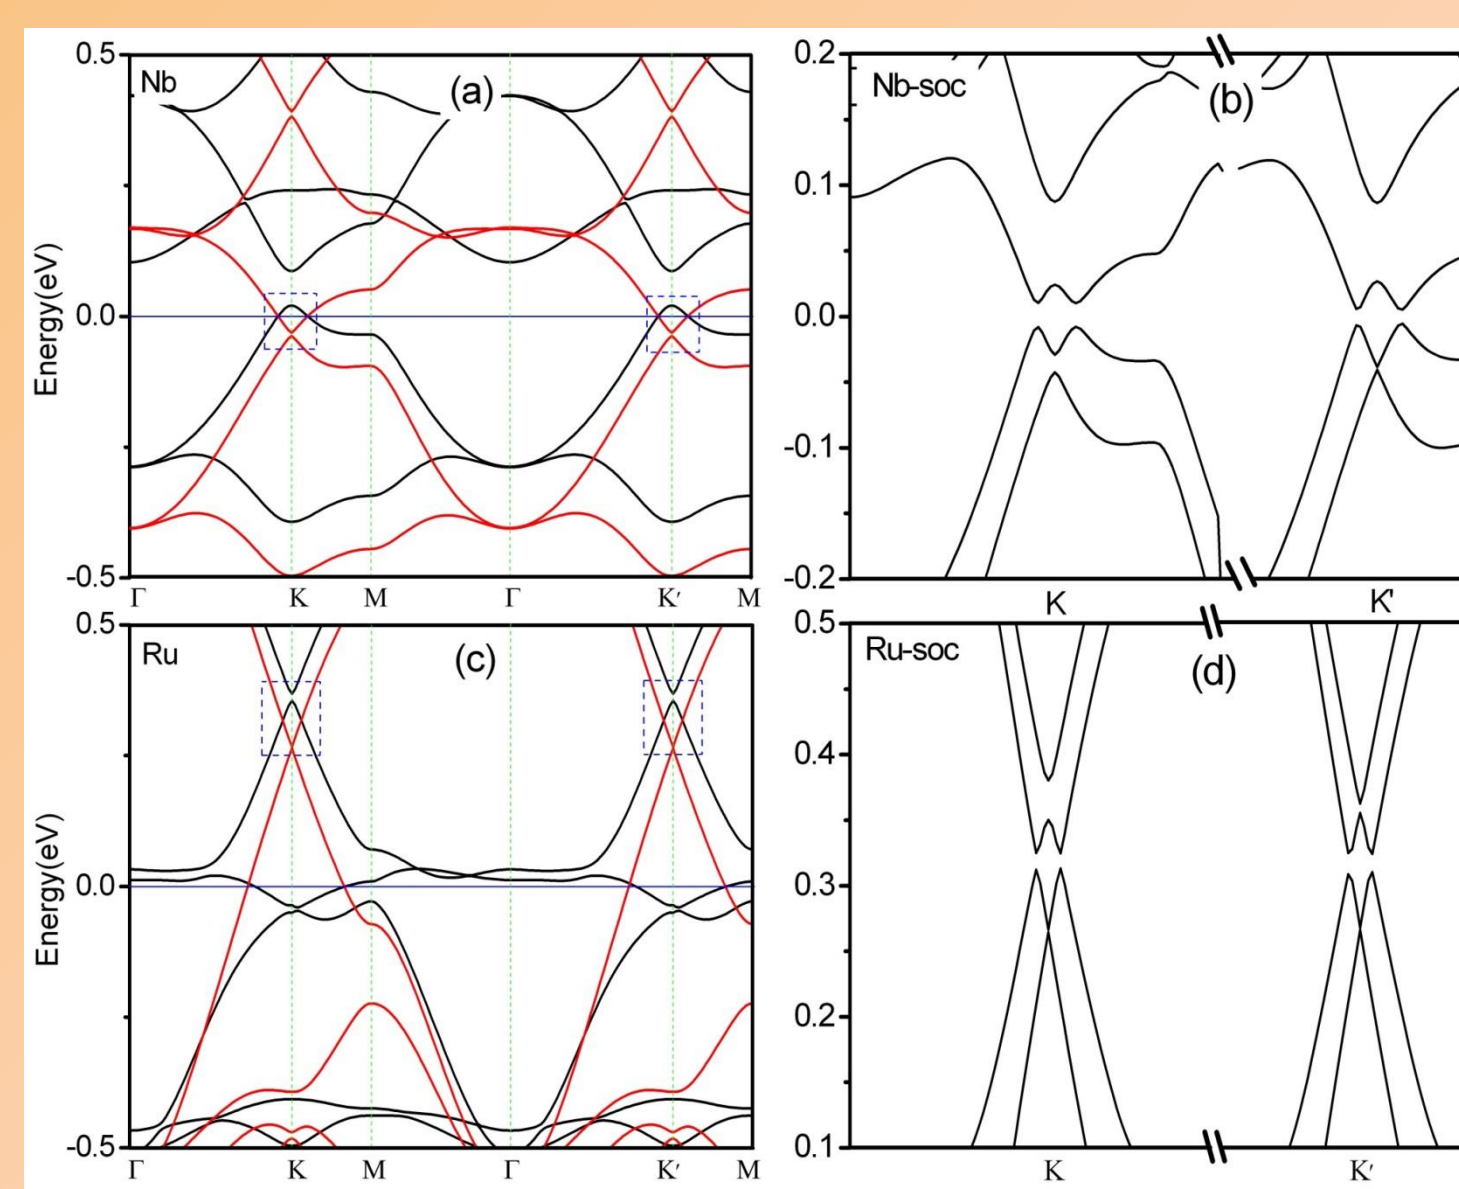 0.5
Nb
(a)
0.0
-0.5
Energy(eV)
Γ K M Γ K′ M
0.2
Nb-soc
(b)
0.1
0.0
-0.1
-0.2
K K'
0.5
Ru
(c)
0.0
-0.5
Energy(eV)
Γ K M Γ K′ M
0.5
Ru-soc
(d)
0.4
0.3
0.2
0.1
K K′